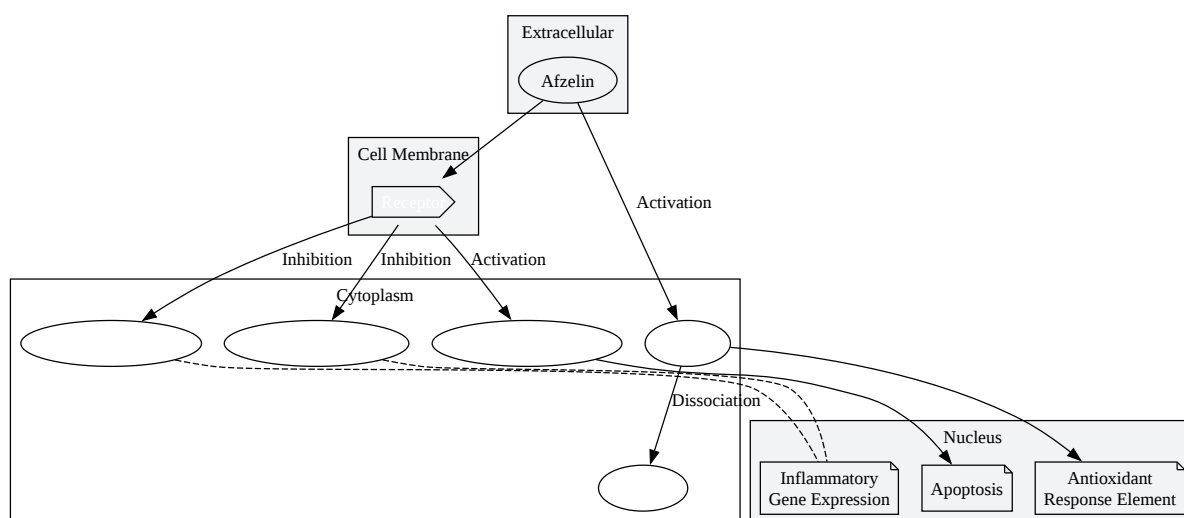 Extracellular
Afzelin
Cell Membrane
Receptor
Activation
Inhibition
Inhibition
Activation
Cytoplasm
Dissociation
Nucleus
Inflammatory
Gene Expression
Apoptosis
Antioxidant
Response Element